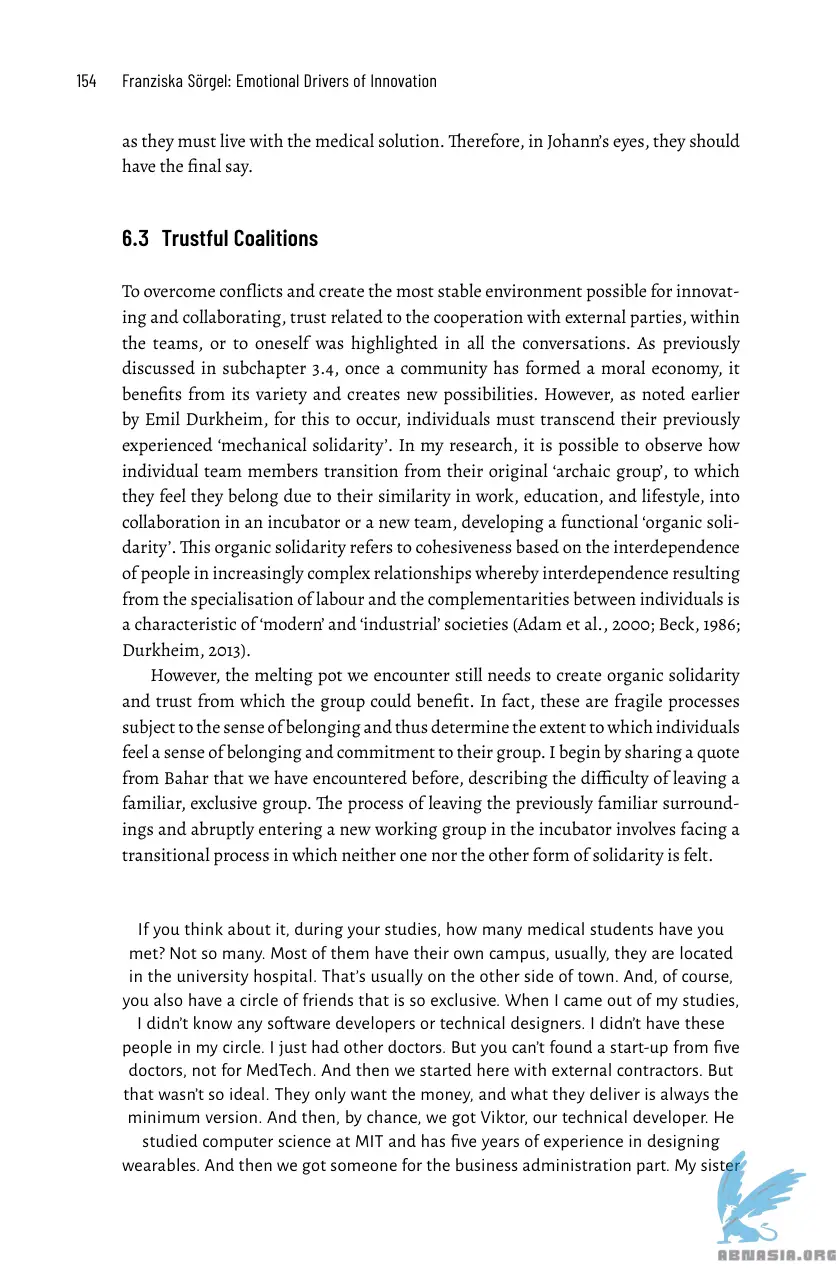 154 Franziska Sörgel: Emotional Drivers of Innovation
as they must live with the medical solution. Therefore, in Johann’s eyes, they should
have the final say.
6.3 Trustful Coalitions
To overcome conflicts and create the most stable environment possible for innovat-
ing and collaborating, trust related to the cooperation with external parties, within
the teams, or to oneself was highlighted in all the conversations. As previously
discussed in subchapter 3.4, once a community has formed a moral economy, it
benefits from its variety and creates new possibilities. However, as noted earlier
by Emil Durkheim, for this to occur, individuals must transcend their previously
experienced ‘mechanical solidarity’. In my research, it is possible to observe how
individual team members transition from their original ‘archaic group’, to which
they feel they belong due to their similarity in work, education, and lifestyle, into
collaboration in an incubator or a new team, developing a functional ‘organic soli-
darity’. This organic solidarity refers to cohesiveness based on the interdependence
of people in increasingly complex relationships whereby interdependence resulting
from the specialisation of labour and the complementarities between individuals is
a characteristic of ‘modern’ and ‘industrial’ societies (Adam et al., 2000; Beck, 1986;
Durkheim, 2013).
However, the melting pot we encounter still needs to create organic solidarity
and trust from which the group could benefit. In fact, these are fragile processes
subject to the sense of belonging and thus determine the extent to which individuals
feel a sense of belonging and commitment to their group. I begin by sharing a quote
from Bahar that we have encountered before, describing the difficulty of leaving a
familiar, exclusive group. The process of leaving the previously familiar surround-
ings and abruptly entering a new working group in the incubator involves facing a
transitional process in which neither one nor the other form of solidarity is felt.
If you think about it, during your studies, how many medical students have you
met? Not so many. Most of them have their own campus, usually, they are located
in the university hospital. That’s usually on the other side of town. And, of course,
you also have a circle of friends that is so exclusive. When I came out of my studies,
I didn’t know any software developers or technical designers. I didn’t have these
people in my circle. I just had other doctors. But you can’t found a start-up from five
doctors, not for MedTech. And then we started here with external contractors. But
that wasn’t so ideal. They only want the money, and what they deliver is always the
minimum version. And then, by chance, we got Viktor, our technical developer. He
studied computer science at MIT and has five years of experience in designing
wearables. And then we got someone for the business administration part. My sister
ABNASIA.ORG